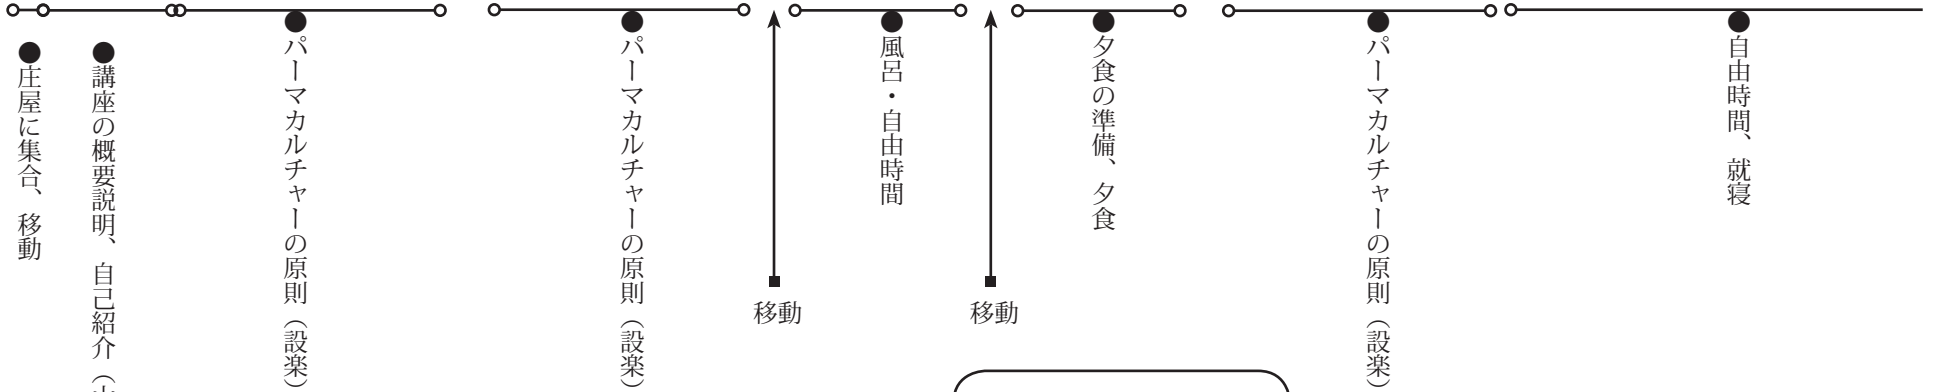 ●庄屋に集合、移動
●講座の概要説明、自己紹介（
●パーマカルチャーの原則（設楽）
●パーマカルチャーの原則（設楽）
移動
●風呂・自由時間
移動
●夕食の準備、夕食
●パーマカルチャーの原則（設楽）
●自由時間、就寝